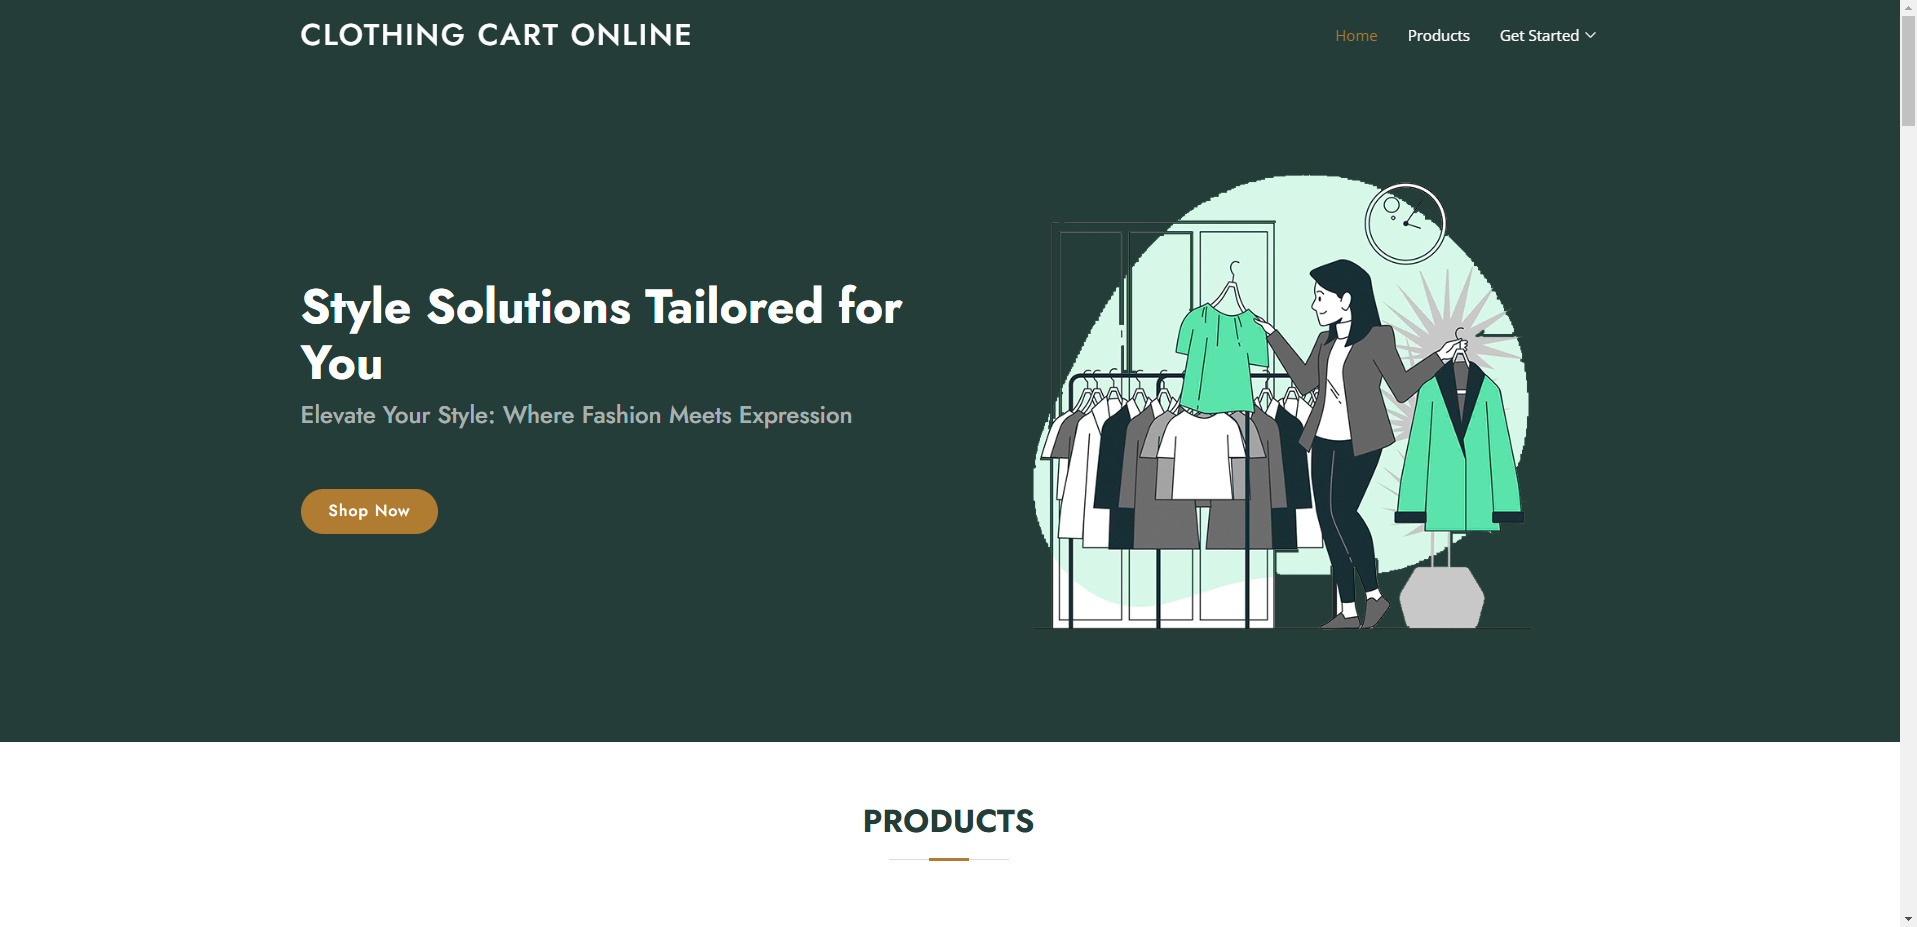 CLOTHING CART ONLINE
Home
Products
Get Started
Style Solutions Tailored for
You
Elevate Your Style: Where Fashion Meets Expression
Shop Now
PRODUCTS